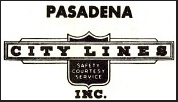 PASADENA
CITY LINES
SAFETY
COURTESY
SERVICE
INC.